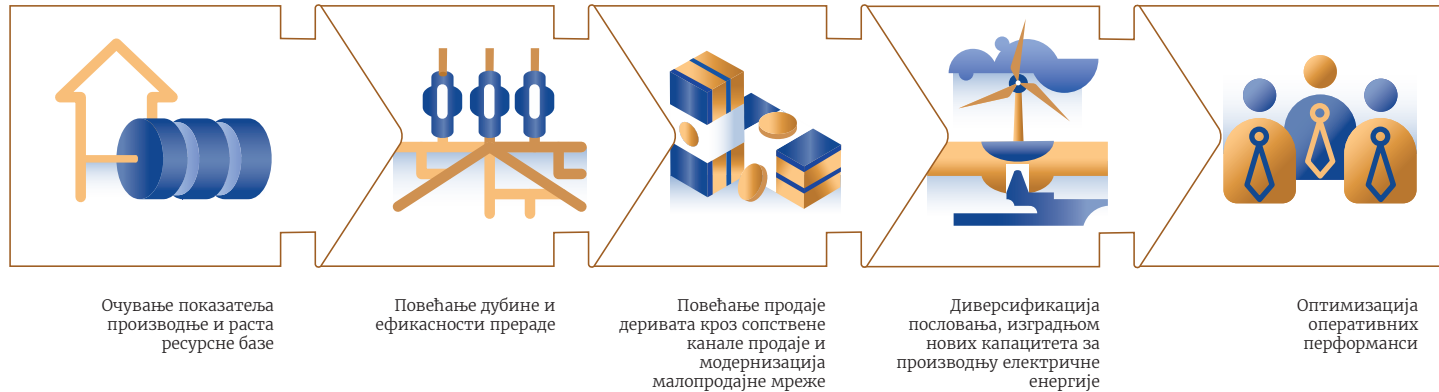 Очување показатеља
производње и раста
ресурсне базе
Повећање дубине и
ефикасности прераде
Повећање продаје
деривата кроз сопствене
канале продаје и
модернизација
малопродајне мреже
Диверсификација
пословања, изградњом
нових капацитета за
производњу електричне
енергије
Оптимизација
оперативних
перформанси